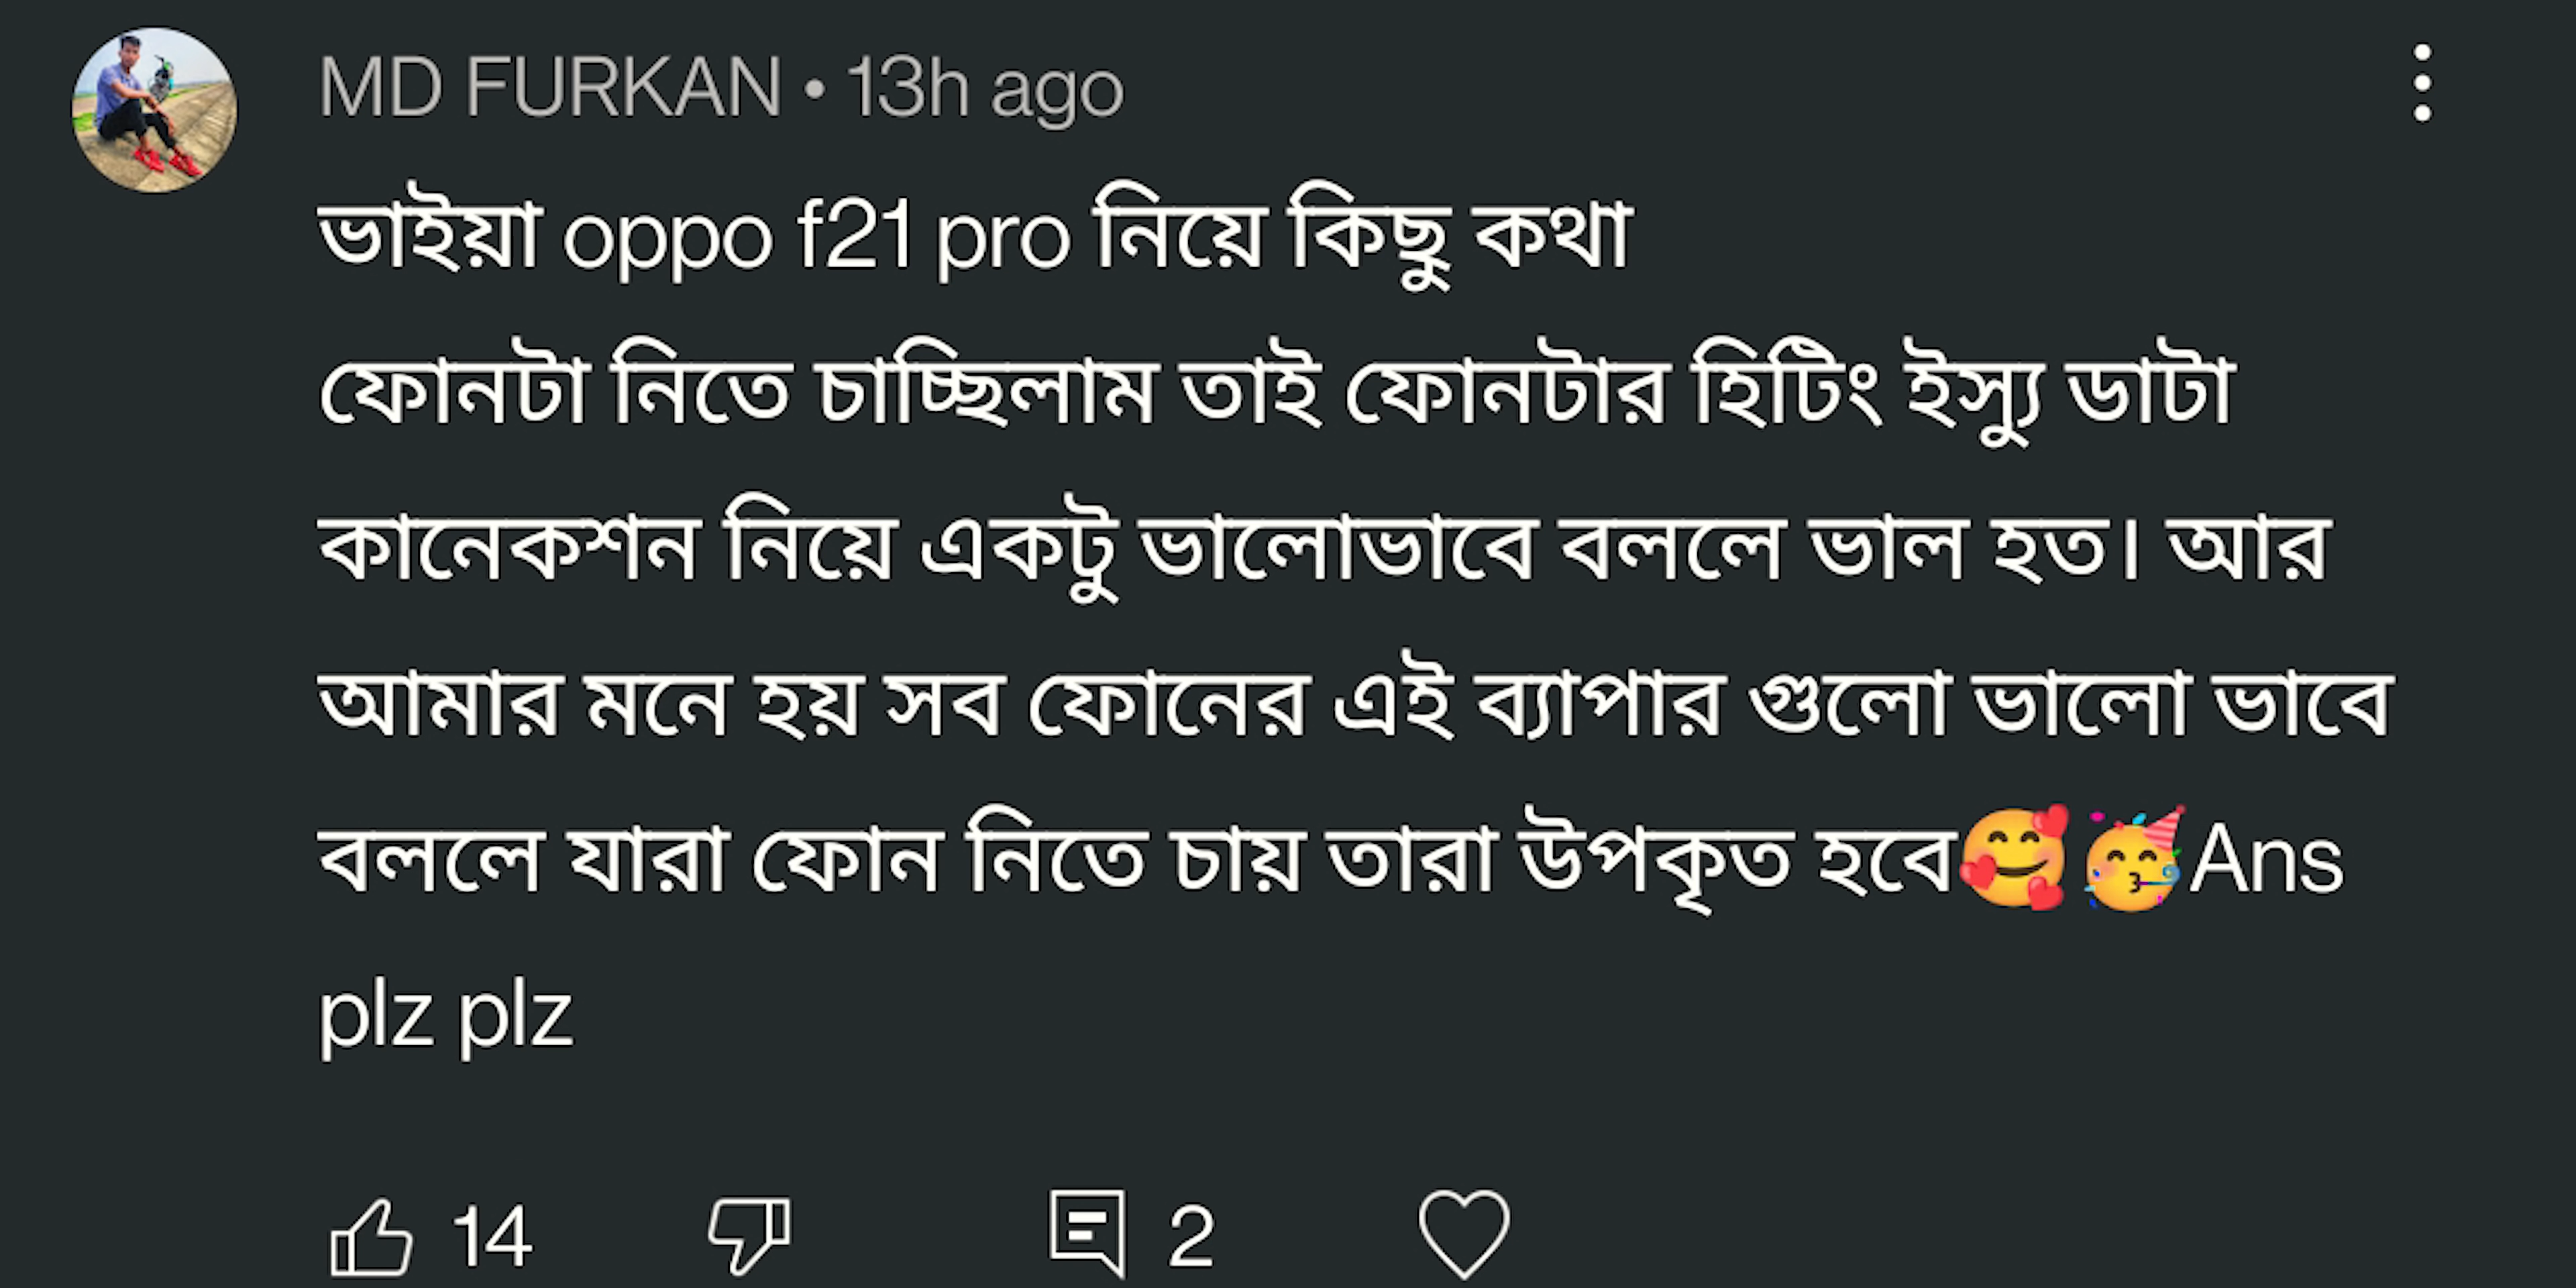 MD FURKAN • 13h ago
ভাইয়া oppo f21 pro নিয়ে কিছু কথা
ফোনটা নিতে চাচ্ছিলাম তাই ফোনটার হিটিং ইস্যু ডাটা
কানেকশন নিয়ে একটু ভালোভাবে বললে ভাল হত। আর
আমার মনে হয় সব ফোনের এই ব্যাপার গুলো ভালো ভাবে
বললে যারা ফোন নিতে চায় তারা উপকৃত হবে🥰🥳Ans
plz plz
14 2